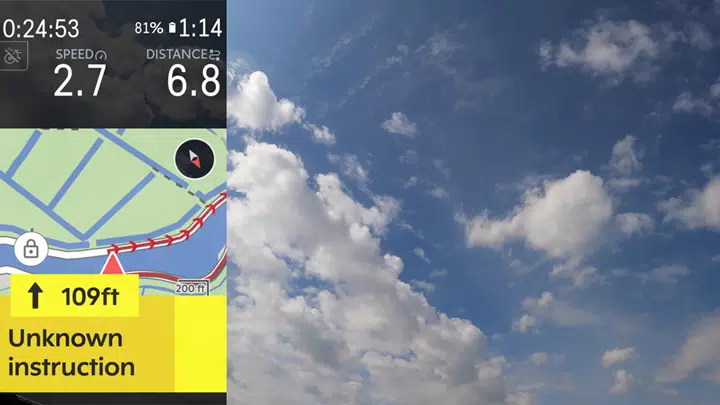 0:24:53
81% 1:14
SPEED
DISTANCE
2.7
6.8
200 ft
109ft
Unknown
instruction